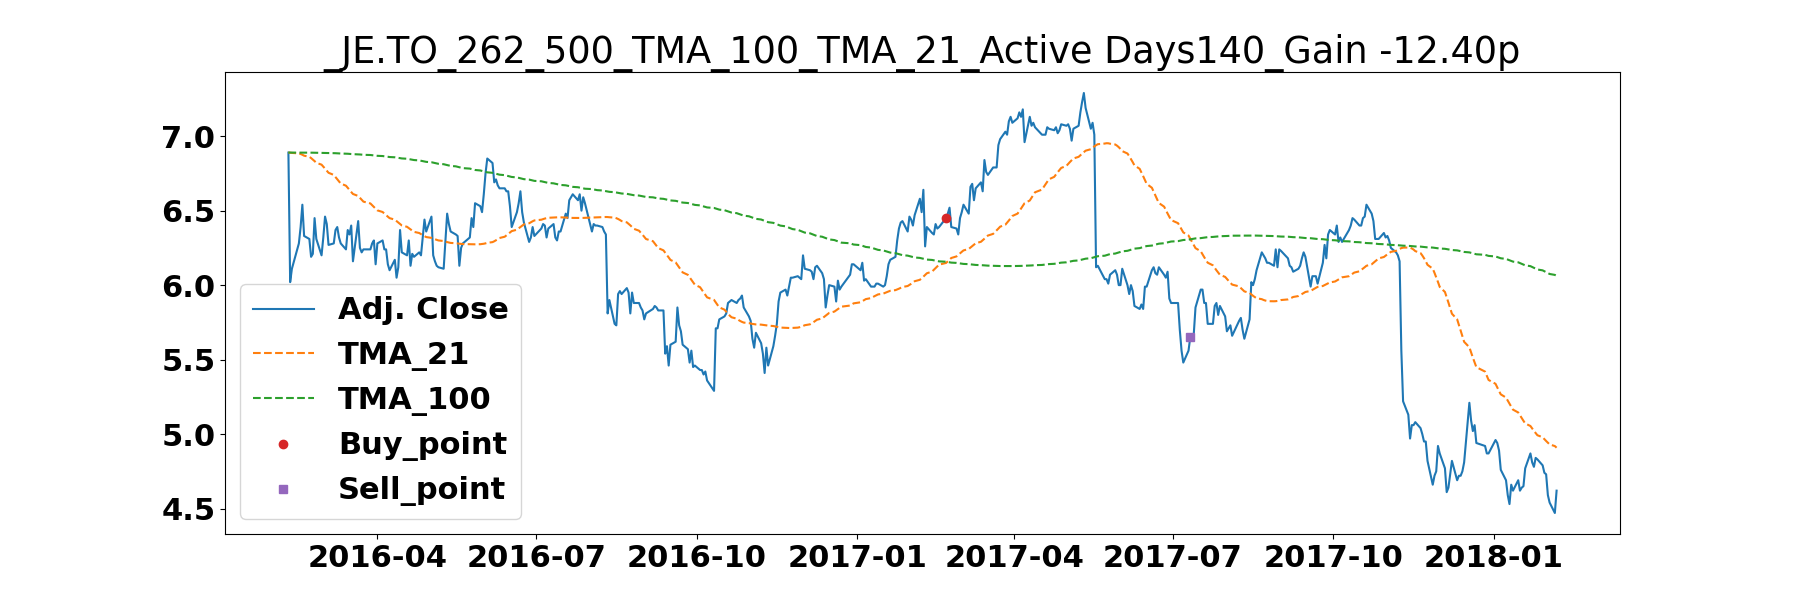 _JE.TO_262_500_TMA_100_TMA_21_Active Days140_Gain -12.40p
7.0
6.5
6.0
5.5
5.0
4.5
Adj. Close
TMA_21
TMA_100
Buy_point
Sell_point
2016-04 2016-07 2016-10 2017-01 2017-04 2017-07 2017-10 2018-01